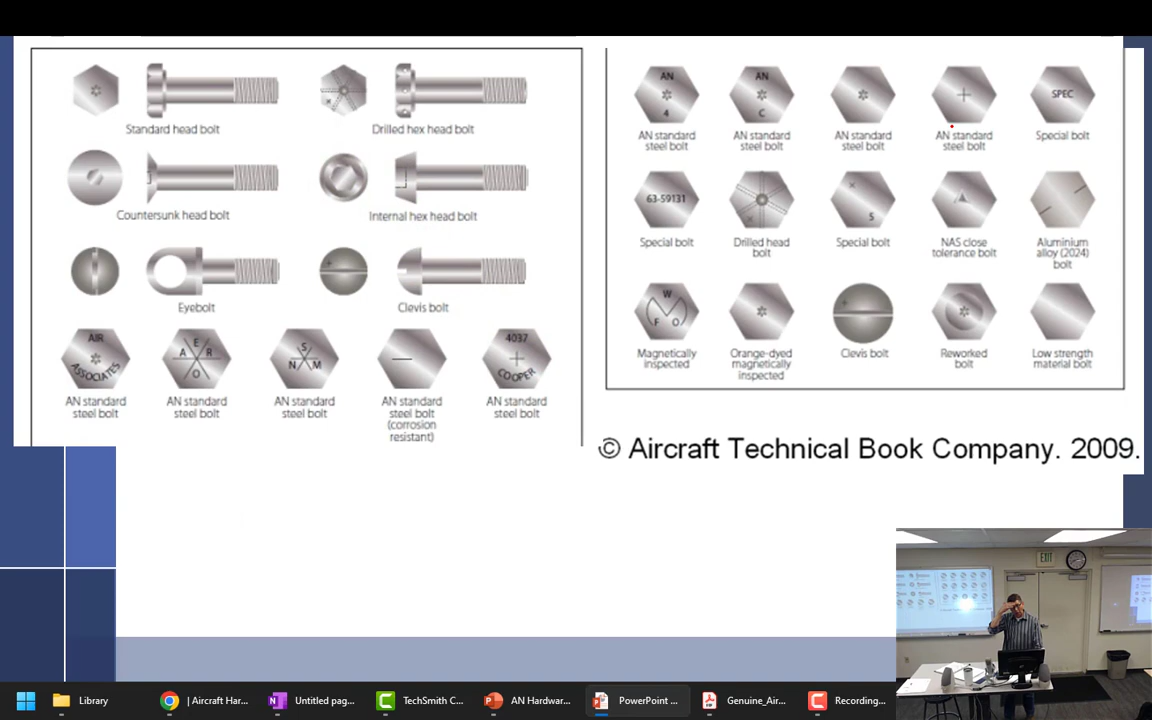 Standard head bolt
Drilled hex head bolt
Countersunk head bolt
Internal hex head bolt
Eyebolt
Clevis bolt
AIR
ASSOCIATES
E
A R
O
S
N M
4037
COOPER
AN standard
steel bolt
AN standard
steel bolt
AN standard
steel bolt
AN standard
steel bolt
(corrosion
resistant)
AN standard
steel bolt
AN
4
AN
C
SPEC
AN standard
steel bolt
AN standard
steel bolt
AN standard
steel bolt
AN standard
steel bolt
Special bolt
63-59131
5
Special bolt
Drilled head
bolt
Special bolt
NAS close
tolerance bolt
Aluminium
alloy (2024)
bolt
W
F O
Magnetically
inspected
Orange-dyed
magnetically
inspected
Clevis bolt
Reworked
bolt
Low strength
material bolt
© Aircraft Technical Book Company. 2009.
EXIT
Library
| Aircraft Har...
Untitled pag...
TechSmith C...
AN Hardwar...
PowerPoint ...
Genuine_Air...
Recording...